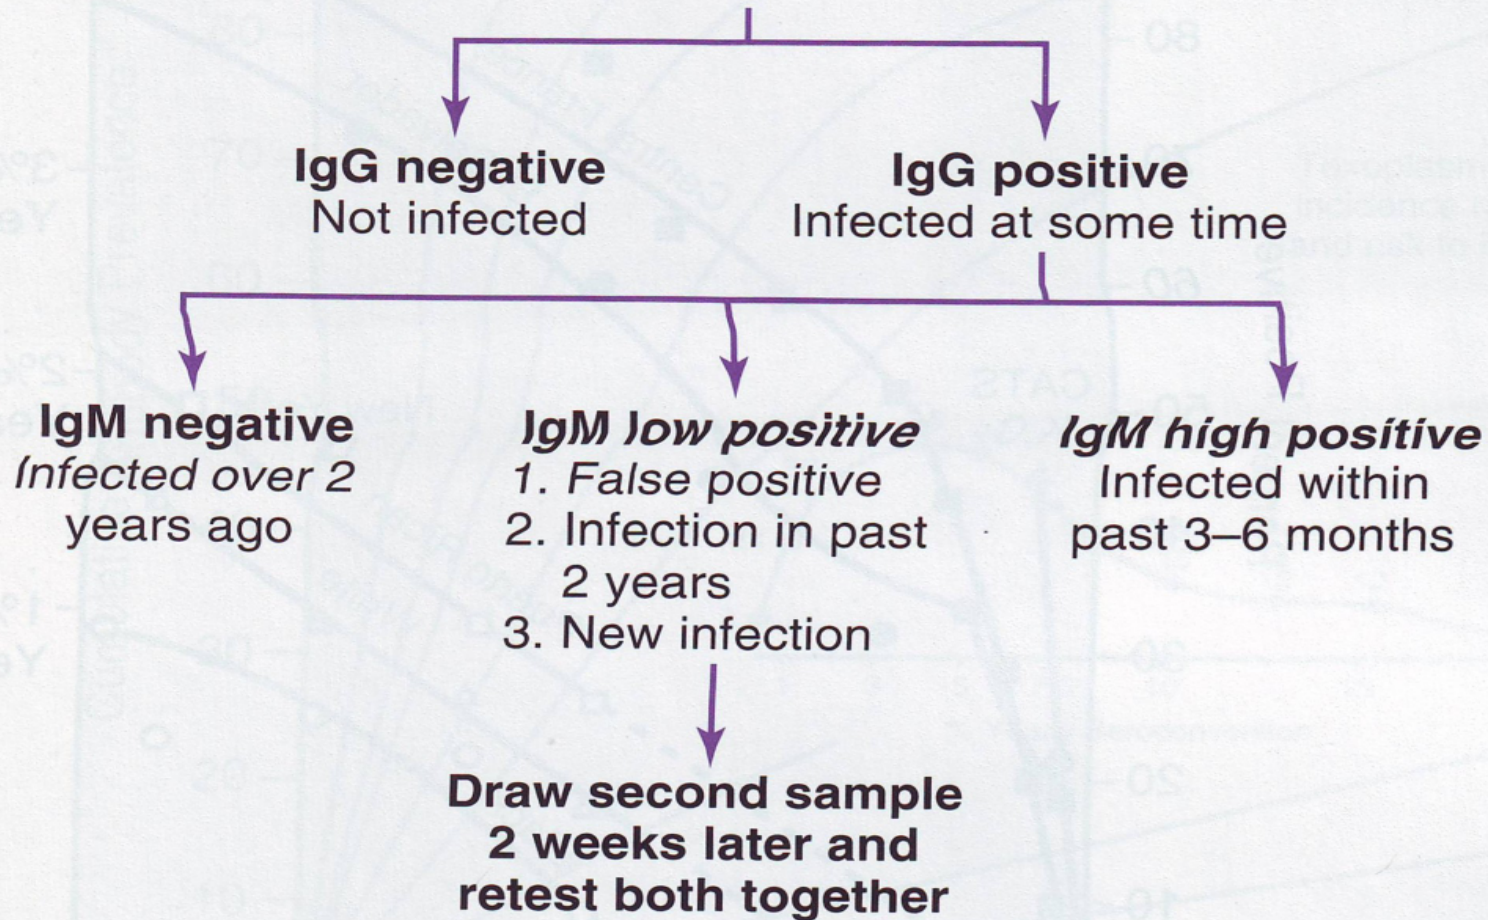 IgG negative
Not infected
IgG positive
Infected at some time
IgM negative
Infected over 2
years ago
IgM low positive
1. False positive
2. Infection in past
2 years
3. New infection
IgM high positive
Infected within
past 3–6 months
Draw second sample
2 weeks later and
retest both together